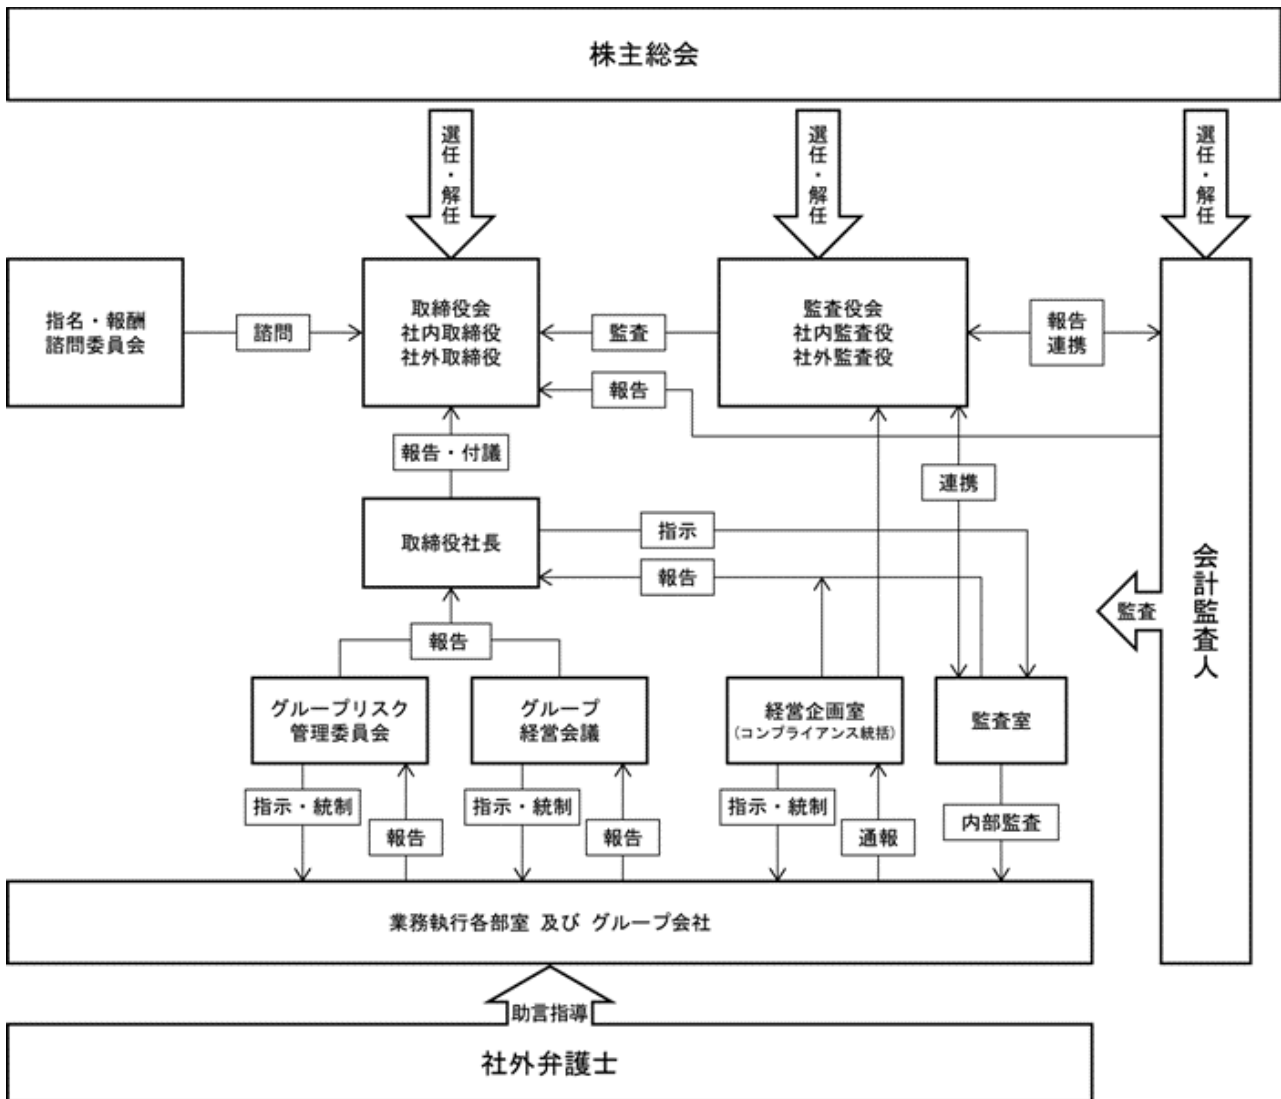 株主総会
選任・解任
選任・解任
選任・解任
指名・報酬
諮問委員会
諮問
取締役会
社内取締役
社外取締役
監査
報告
監査役会
社内監査役
社外監査役
報告
連携
報告・付議
連携
取締役社長
指示
報告
会計監査人
監査
報告
グループリスク
管理委員会
グループ
経営会議
経営企画室
(コンプライアンス統括)
監査室
指示・統制
報告
指示・統制
報告
指示・統制
通報
内部監査
業務執行各部室 及び グループ会社
助言指導
社外弁護士